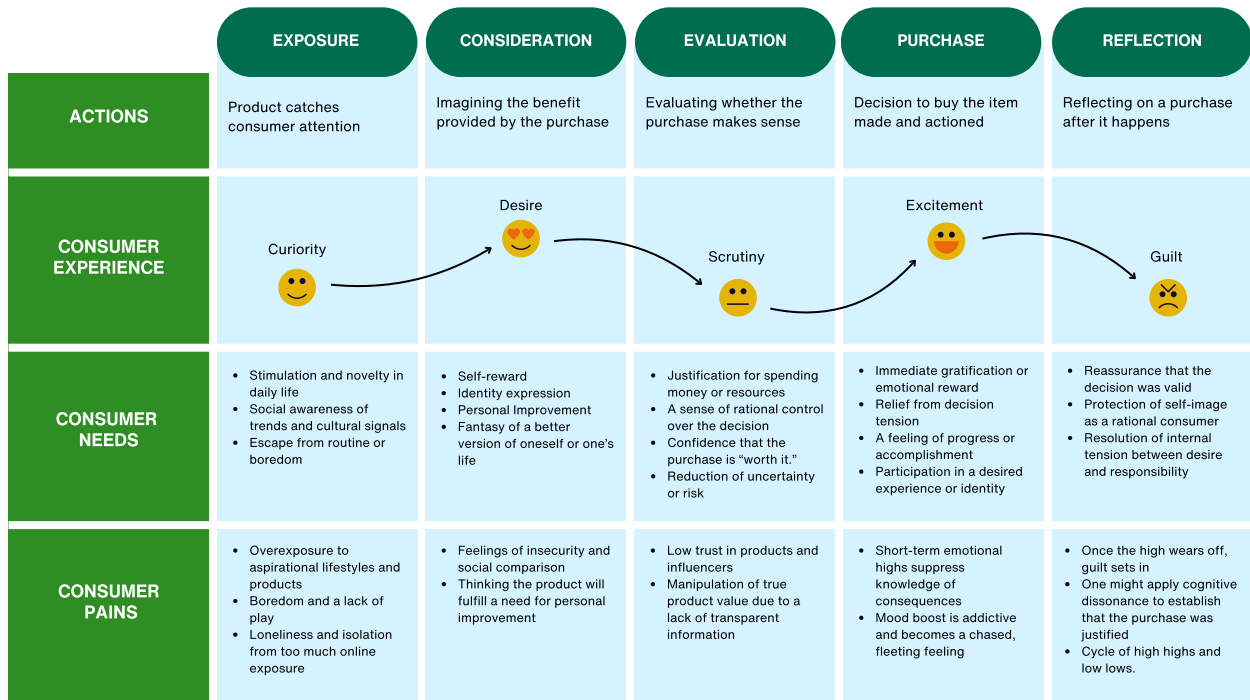 EXPOSURE
CONSIDERATION
EVALUATION
PURCHASE
REFLECTION
ACTIONS
Product catches
consumer attention
Imagining the benefit
provided by the purchase
Evaluating whether the
purchase makes sense
Decision to buy the item
made and actioned
Reflecting on a purchase
after it happens
CONSUMER
EXPERIENCE
Curiority
Desire
Scrutiny
Excitement
Guilt
CONSUMER
NEEDS
• Stimulation and novelty in
daily life
• Social awareness of
trends and cultural signals
• Escape from routine or
boredom
• Self-reward
• Identity expression
• Personal Improvement
• Fantasy of a better
version of oneself or one's
life
• Justification for spending
money or resources
• A sense of rational control
over the decision
• Confidence that the
purchase is “worth it.”
• Reduction of uncertainty
or risk
• Immediate gratification or
emotional reward
• Relief from decision
tension
• A feeling of progress or
accomplishment
• Participation in a desired
experience or identity
• Reassurance that the
decision was valid
• Protection of self-image
as a rational consumer
• Resolution of internal
tension between desire
and responsibility
CONSUMER
PAINS
• Overexposure to
aspirational lifestyles and
products
• Boredom and a lack of
play
• Loneliness and isolation
from too much online
exposure
• Feelings of insecurity and
social comparison
• Thinking the product will
fulfill a need for personal
improvement
• Low trust in products and
influencers
• Manipulation of true
product value due to a
lack of transparent
information
• Short-term emotional
highs suppress
knowledge of
consequences
• Mood boost is addictive
and becomes a chased,
fleeting feeling
• Once the high wears off,
guilt sets in
• One might apply cognitive
dissonance to establish
that the purchase was
justified
• Cycle of high highs and
low lows.